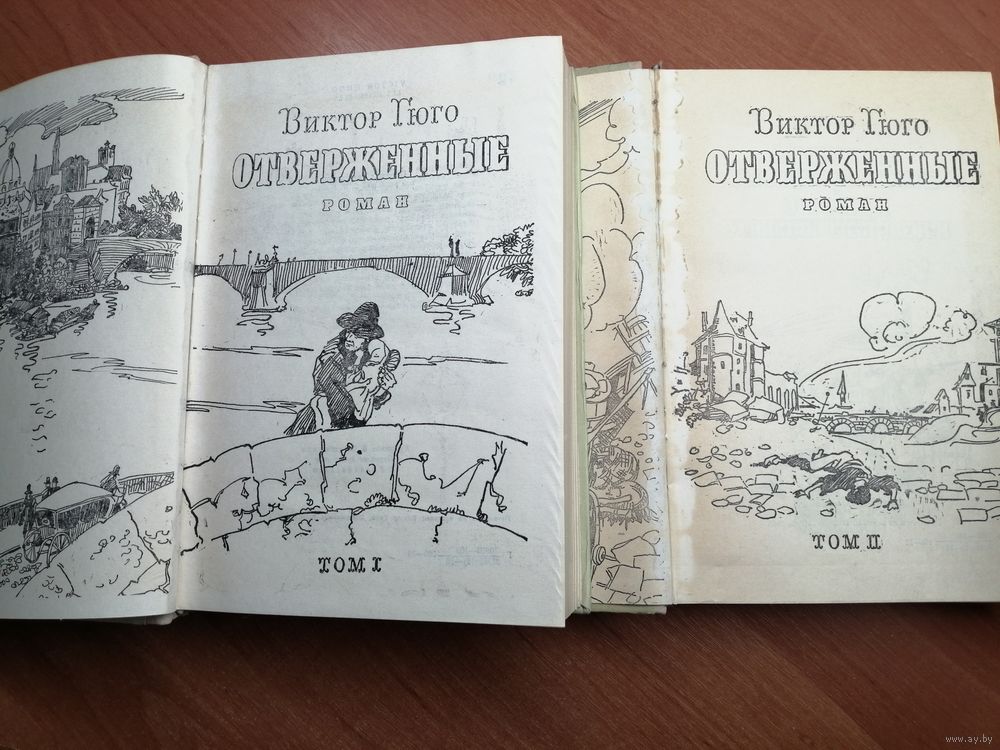 Виктор Гюго
ОТВЕРЖЕННЫЕ
РОМАН
ТОМ I
Виктор Гюго
ОТВЕРЖЕННЫЕ
РОМАН
ТОМ II
www.ay.by